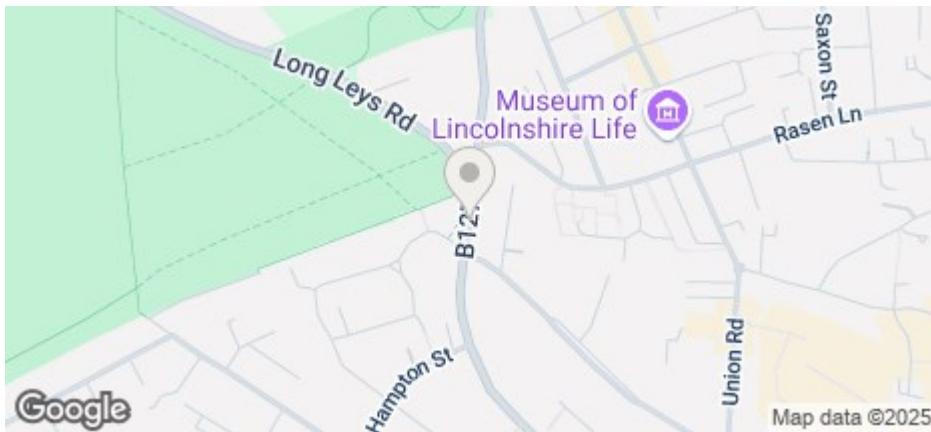 Long Leys Rd
Museum of
Lincolnshire Life
Saxon St
Rasen Ln
Hampton St
Union Rd
Google
Map data ©2025